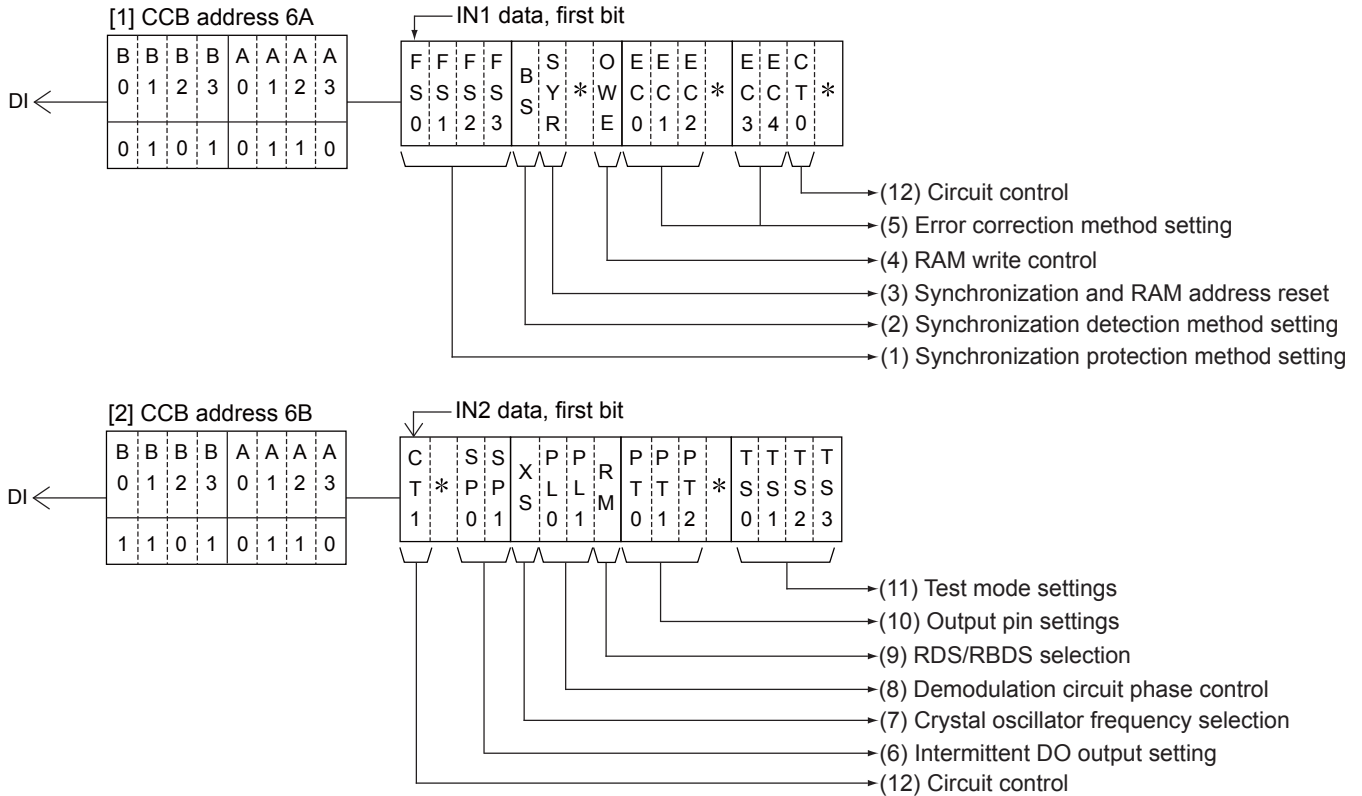 [1] CCB address 6A
IN1 data, first bit
B0 B1 B2 B3 A0 A1 A2 A3
FS0 FS1 FS2 FS3 BS SYR * OWE EC0 EC1 EC2 * EC3 EC4 CT0 *
DI
0 1 0 1 0 1 1 0
(12) Circuit control
(5) Error correction method setting
(4) RAM write control
(3) Synchronization and RAM address reset
(2) Synchronization detection method setting
(1) Synchronization protection method setting
[2] CCB address 6B
IN2 data, first bit
B0 B1 B2 B3 A0 A1 A2 A3
CT1 * SP0 SP1 XS PL0 PL1 RM PT0 PT1 PT2 * TS0 TS1 TS2 TS3
DI
1 1 0 1 0 1 1 0
(11) Test mode settings
(10) Output pin settings
(9) RDS/RBDS selection
(8) Demodulation circuit phase control
(7) Crystal oscillator frequency selection
(6) Intermittent DO output setting
(12) Circuit control